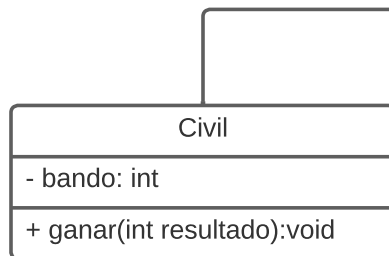 Civil
- bando: int
+ ganar(int resultado):void